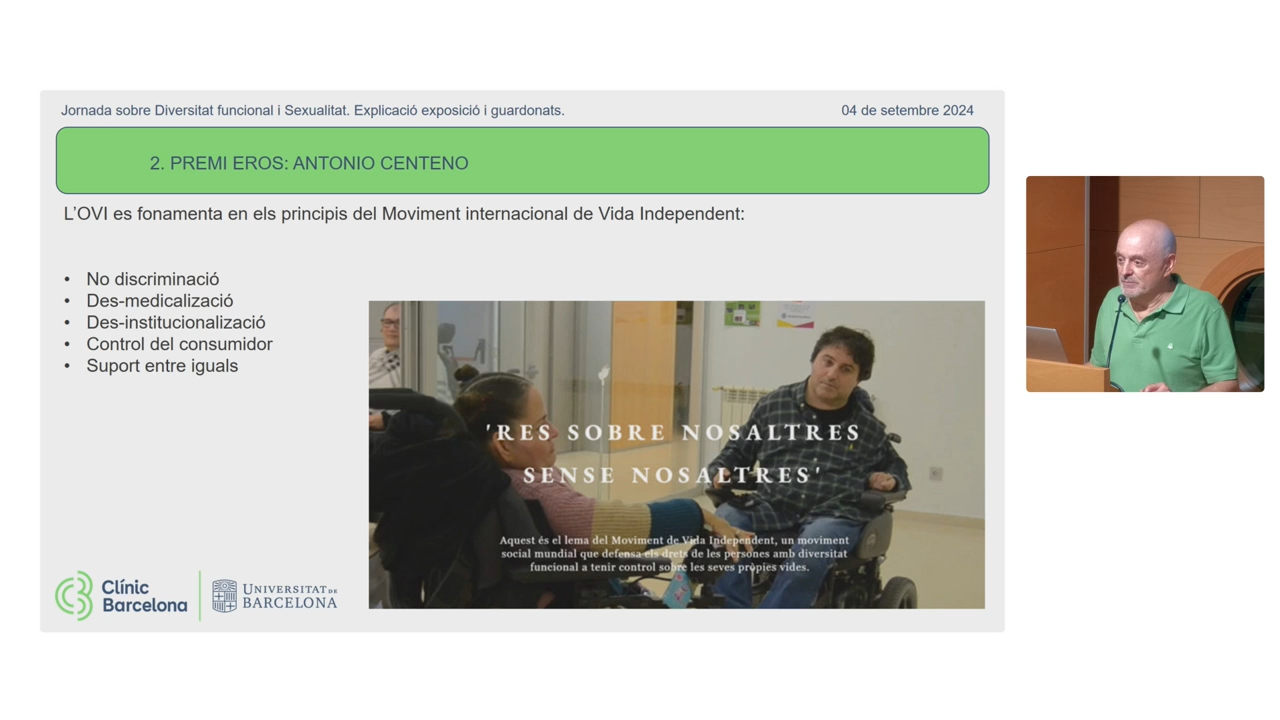 Jornada sobre Diversitat funcional i Sexualitat. Explicació exposició i guardonats.
04 de setembre 2024
2. PREMI EROS: ANTONIO CENTENO
L'OVI es fonamenta en els principis del Moviment internacional de Vida Independent:
• No discriminació
• Des-medicalizació
• Des-institucionalizació
• Control del consumidor
• Suport entre iguals
'RES SOBRE NOSALTRES
SENSE NOSALTRES'
Aquest és el lema del Moviment de Vida Independent, un moviment
social mundial que defensa els drets de les persones amb diversitat
funcional a tenir control sobre les seves pròpies vides.
Clínic
Barcelona
UNIVERSITAT DE
BARCELONA